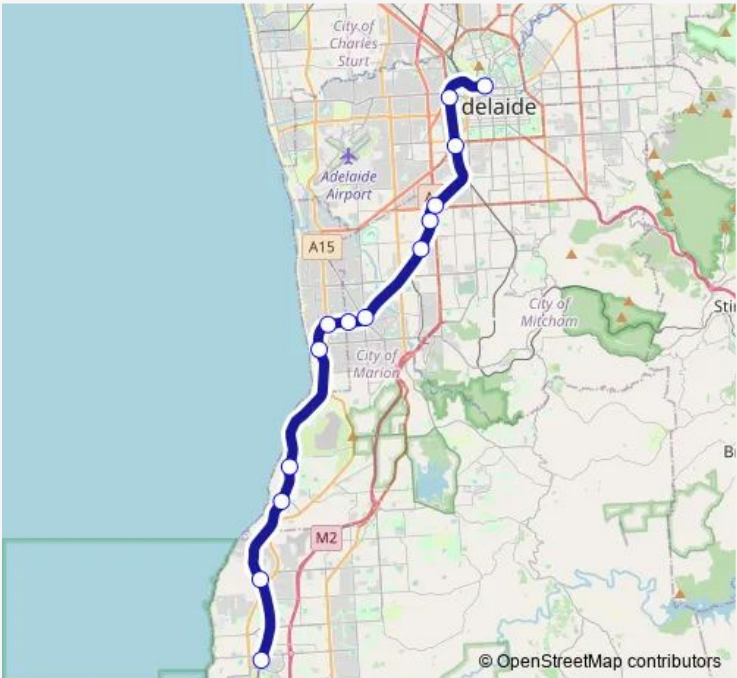 City of
Charles
Sturt
delaide
Adelaide
Airport
A
A15
City of
Mitcham
Stir
City of
Marion
B
M2
© OpenStreetMap contributors